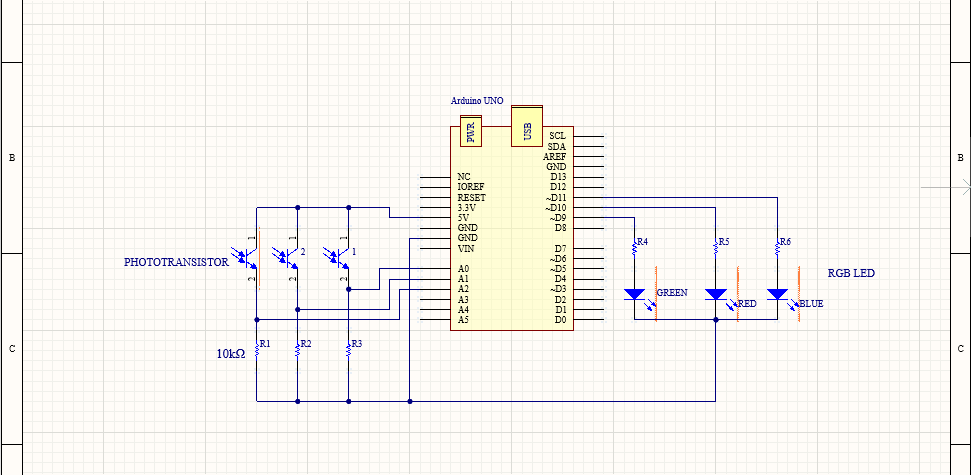 Arduino UNO
PWR
USB
SCL
SDA
AREF
GND
NC
D13
IOREF
D12
RESET
~D11
3.3V
~D10
5V
~D9
GND
D8
GND
VIN
D7
~D6
A0
~D5
A1
D4
A2
~D3
A3
D2
A4
D1
A5
D0
B
B
1
1
1
2
PHOTOTRANSISTOR
2
2
2
R4
R5
R6
RGB LED
GREEN
RED
BLUE
R1
R2
R3
10kΩ
C
C